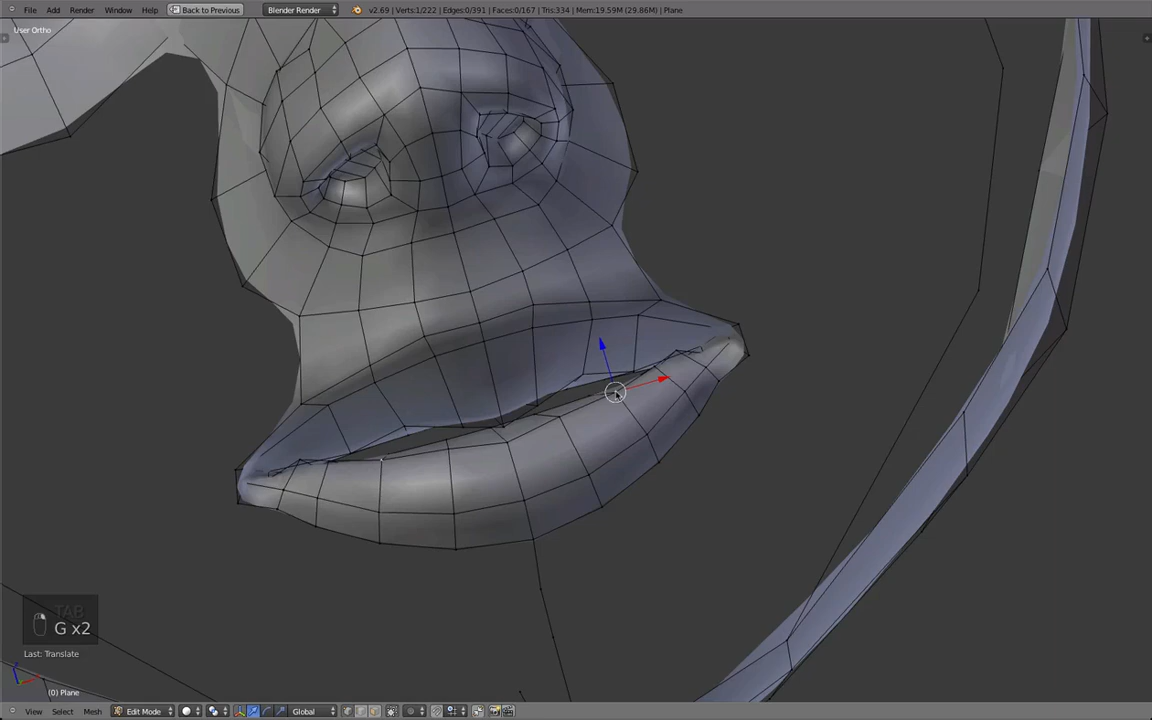 File Add Render Window Help Back to Previous Blender Render v2.69 | Verts:1/222 | Edges:0/391 | Faces:0/167 | Tris:334 | Mem:19.59M (29.86M) | Plane
User Ortho
TAB
G x2
Last: Translate
(0) Plane
View Select Mesh Edit Mode Global